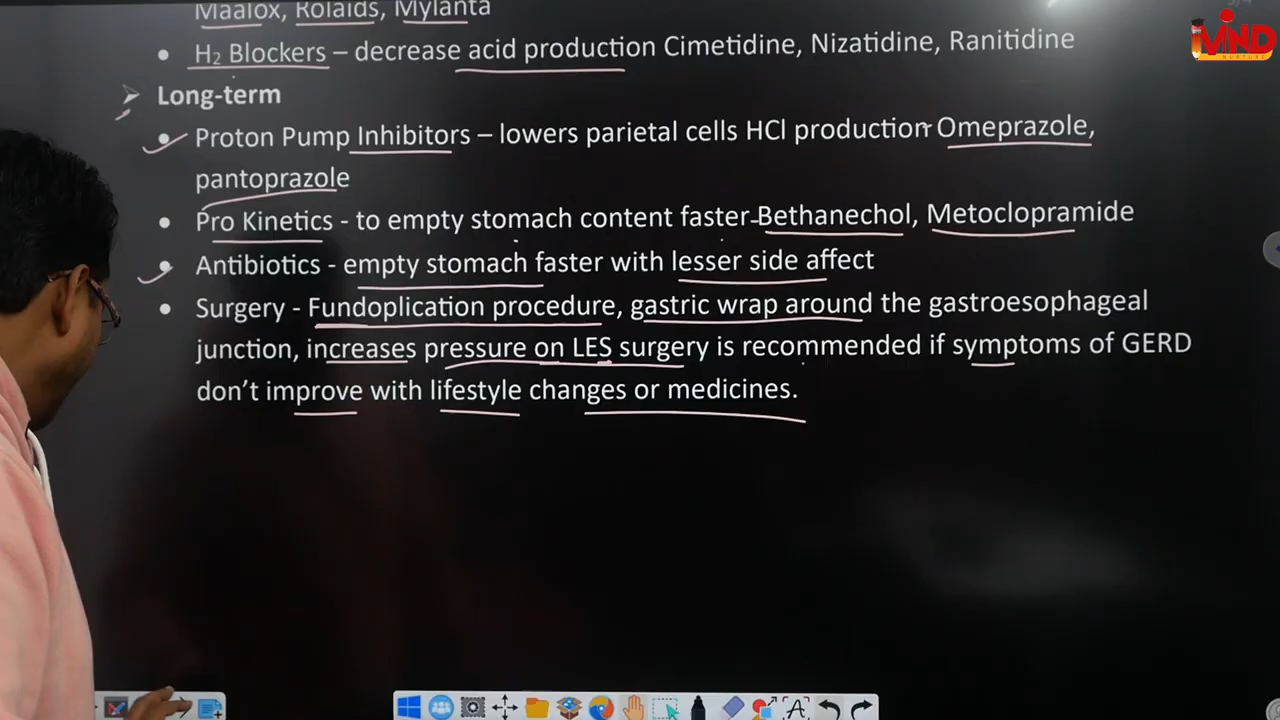 Maalox, Rolaids, Mylanta
• H₂ Blockers – decrease acid production Cimetidine, Nizatidine, Ranitidine
➢ Long-term
• Proton Pump Inhibitors – lowers parietal cells HCl production - Omeprazole,
pantoprazole
• Pro Kinetics - to empty stomach content faster - Bethanechol, Metoclopramide
• Antibiotics - empty stomach faster with lesser side affect
• Surgery - Fundoplication procedure, gastric wrap around the gastroesophageal
junction, increases pressure on LES surgery is recommended if symptoms of GERD
don’t improve with lifestyle changes or medicines.
MIND
NURTURE
A